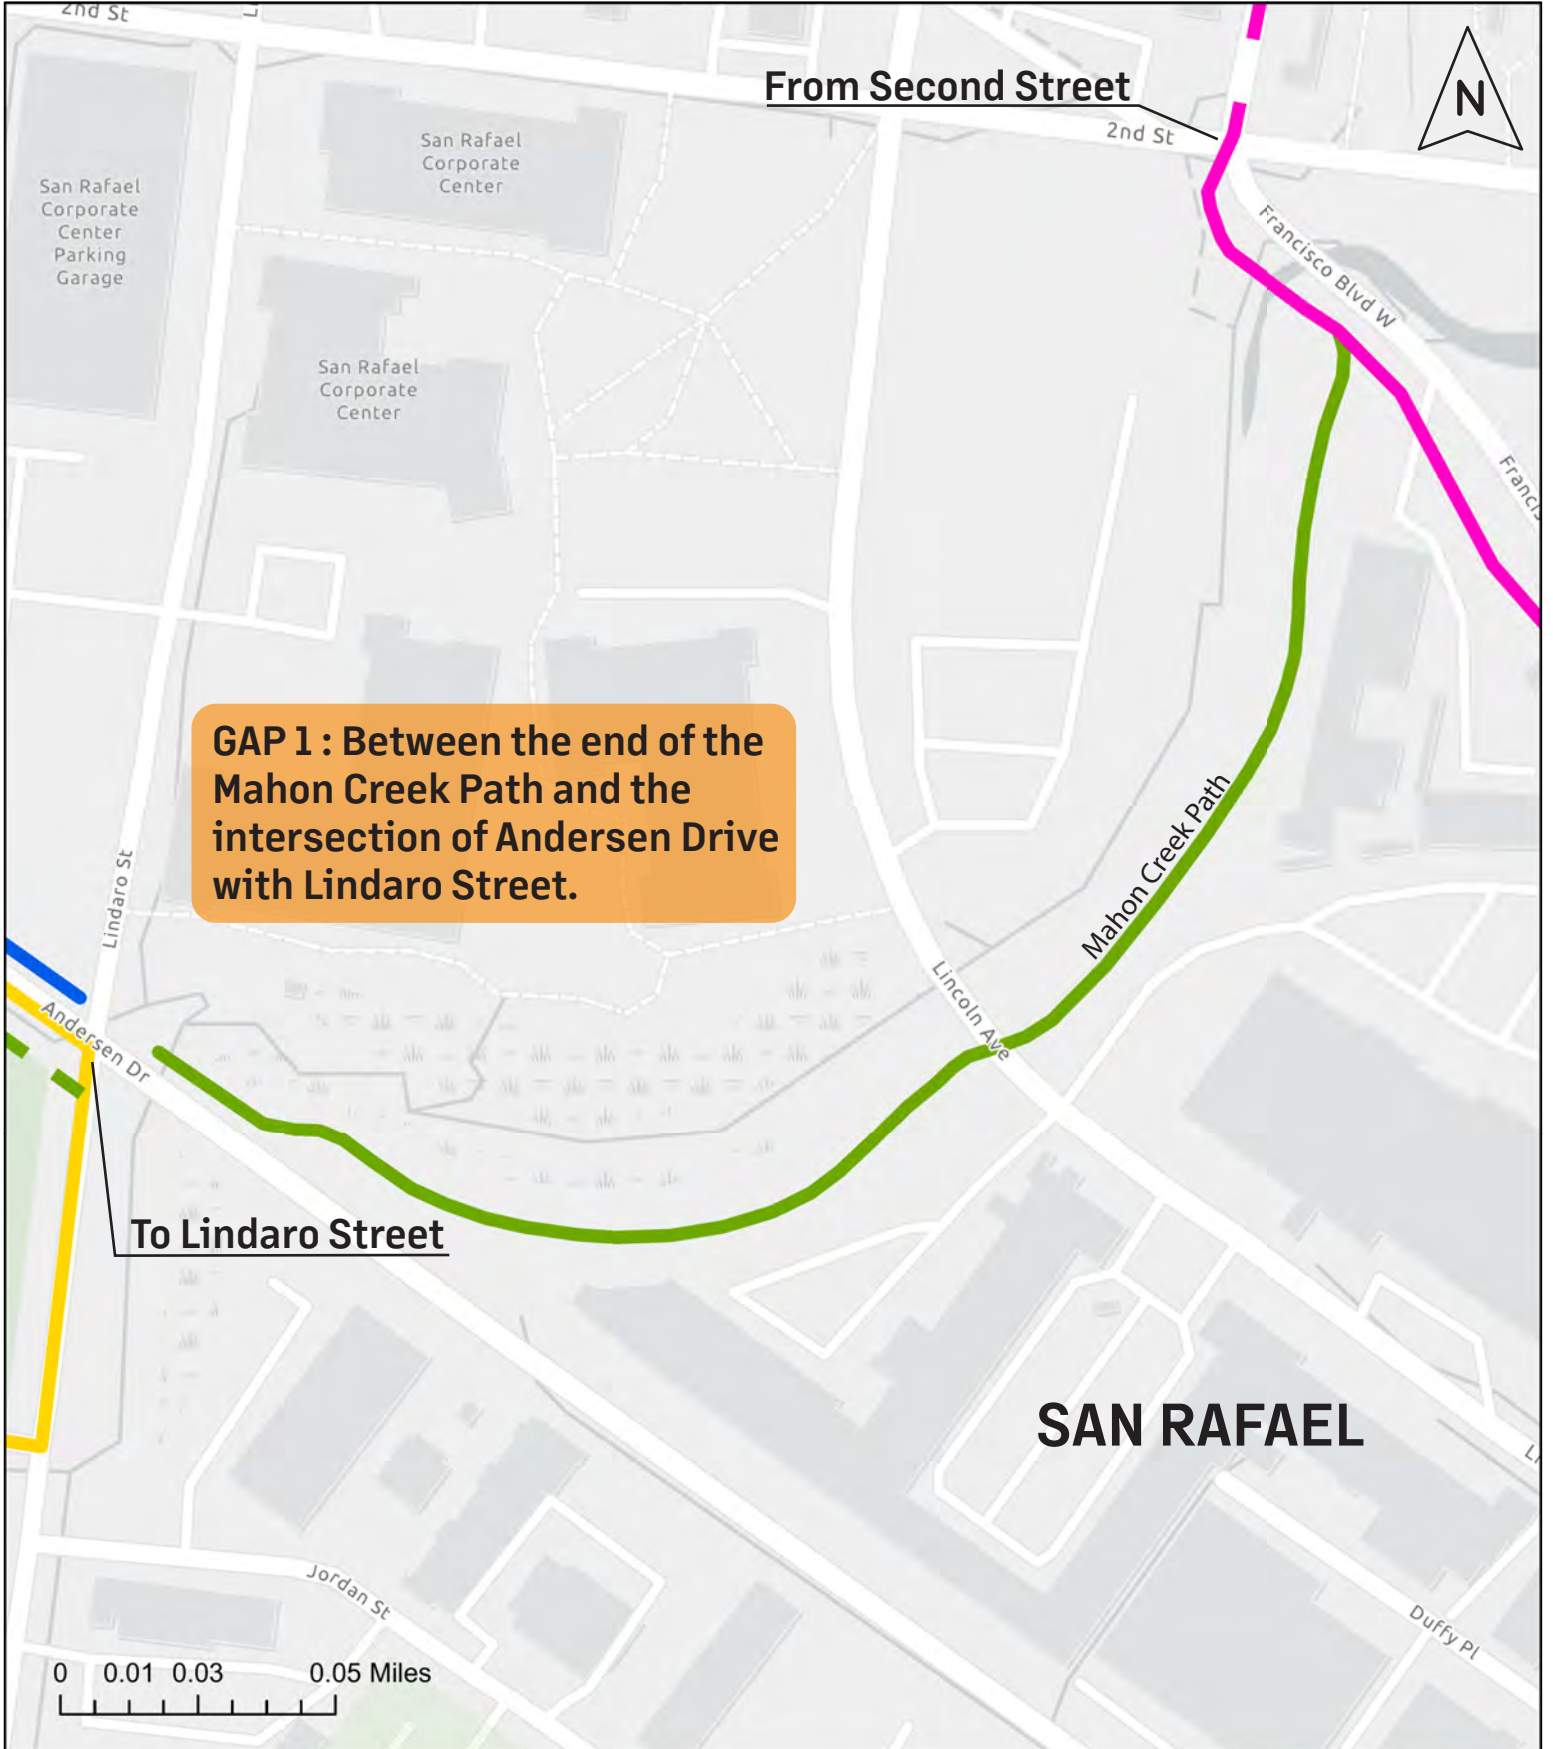 2nd St
From Second Street
N
2nd St
San Rafael
Corporate
Center
San Rafael
Corporate
Center
Parking
Garage
Francisco Blvd W
San Rafael
Corporate
Center
Francis
GAP 1 : Between the end of the
Mahon Creek Path and the
intersection of Andersen Drive
with Lindaro Street.
Mahon Creek Path
Lindaro St
Lincoln Ave
Andersen Dr
To Lindaro Street
SAN RAFAEL
Jordan St
Duffy Pl
0 0.01 0.03 0.05 Miles